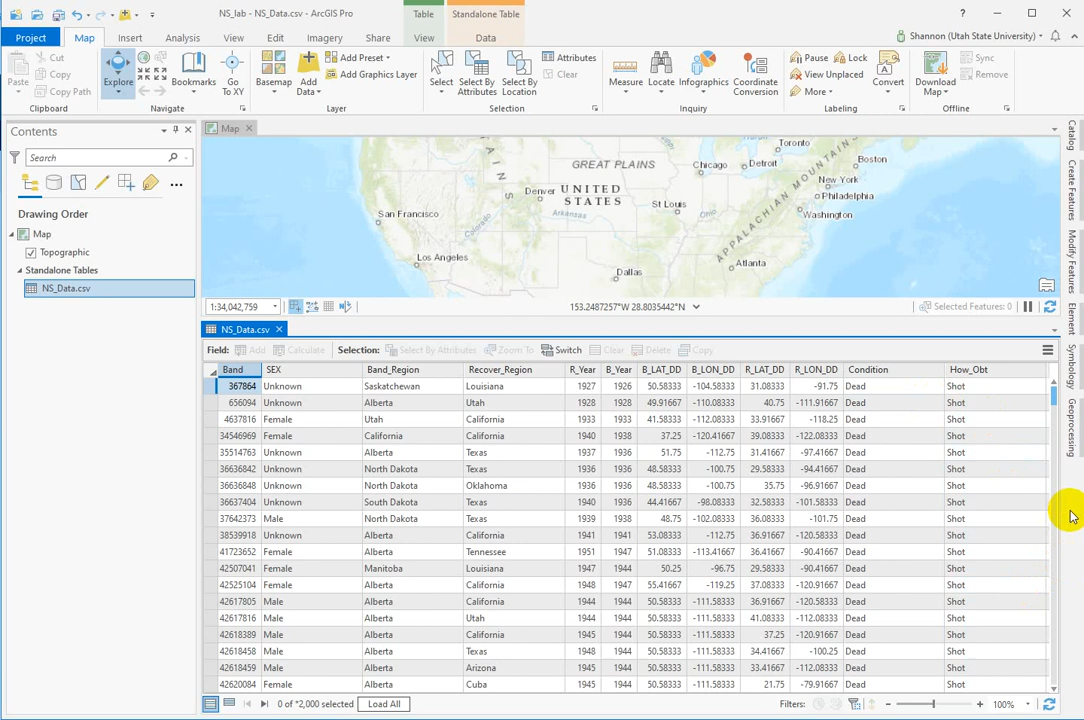 NS_lab - NS_Data.csv - ArcGIS Pro
Table
Standalone Table
?
Project Map Insert Analysis View Edit Imagery Share View Data
Shannon (Utah State University)
Paste
Cut
Copy
Copy Path
Clipboard
Explore
Bookmarks
Go To XY
Navigate
Basemap
Add Data
Add Preset
Add Graphics Layer
Layer
Select
Select By Attributes
Select By Location
Attributes
Clear
Selection
Measure
Locate
Infographics
Coordinate Conversion
Inquiry
Pause
Lock
View Unplaced
More
Convert
Labeling
Download Map
Sync
Remove
Offline
Contents
Search
Drawing Order
Map
Topographic
Standalone Tables
NS_Data.csv
Map
Toronto
GREAT PLAINS
Chicago
Detroit
Boston
New York
Denver
UNITED STATES
Philadelphia
San Francisco
Colorado
Arkansas
St Louis
Ohio
Washington
APPALACHIAN MOUNTAINS
Los Angeles
Atlanta
Dallas
1:34,042,759
153.2487257°W 28.8035442°N
Selected Features: 0
Catalog
Create Features
Modify Features
Element
Symbology
Geoprocessing
NS_Data.csv
Field: Add Calculate Selection: Select By Attributes Zoom To Switch Clear Delete Copy
Band SEX Band_Region Recover_Region R_Year B_Year B_LAT_DD B_LON_DD R_LAT_DD R_LON_DD Condition How_Obt
367864 Unknown Saskatchewan Louisiana 1927 1926 50.58333 -104.58333 31.08333 -91.75 Dead Shot
656094 Unknown Alberta Utah 1928 1928 49.91667 -110.08333 40.75 -111.91667 Dead Shot
4637816 Female Utah California 1933 1933 41.58333 -112.08333 33.91667 -118.25 Dead Shot
34546969 Female California California 1940 1938 37.25 -120.41667 39.08333 -122.08333 Dead Shot
35514763 Unknown Alberta Texas 1937 1936 51.75 -112.75 31.41667 -97.41667 Dead Shot
36636842 Unknown North Dakota Texas 1936 1936 48.58333 -100.75 29.58333 -94.41667 Dead Shot
36636848 Unknown North Dakota Oklahoma 1936 1936 48.58333 -100.75 35.75 -96.91667 Dead Shot
36637404 Unknown South Dakota Texas 1940 1936 44.41667 -98.08333 32.58333 -101.58333 Dead Shot
37642373 Male North Dakota Texas 1939 1938 48.75 -102.08333 36.08333 -101.75 Dead Shot
38539918 Unknown Alberta California 1941 1941 53.08333 -112.75 36.91667 -120.58333 Dead Shot
41723652 Female Alberta Tennessee 1951 1947 51.08333 -113.41667 36.41667 -90.41667 Dead Shot
42507041 Female Manitoba Louisiana 1947 1944 50.25 -96.75 29.58333 -90.41667 Dead Shot
42525104 Female Alberta California 1948 1947 55.41667 -119.25 37.08333 -120.91667 Dead Shot
42617805 Male Alberta California 1944 1944 50.58333 -111.58333 36.91667 -120.58333 Dead Shot
42617816 Male Alberta Utah 1944 1944 50.58333 -111.58333 41.08333 -112.08333 Dead Shot
42618389 Male Alberta California 1945 1944 50.58333 -111.58333 37.25 -120.91667 Dead Shot
42618458 Male Alberta Texas 1948 1944 50.58333 -111.58333 34.41667 -100.25 Dead Shot
42618459 Male Alberta Arizona 1945 1944 50.58333 -111.58333 33.41667 -112.08333 Dead Shot
42620084 Female Alberta Cuba 1945 1944 50.58333 -111.58333 21.75 -79.91667 Dead Shot
0 of *2,000 selected
Load All
Filters:
100%